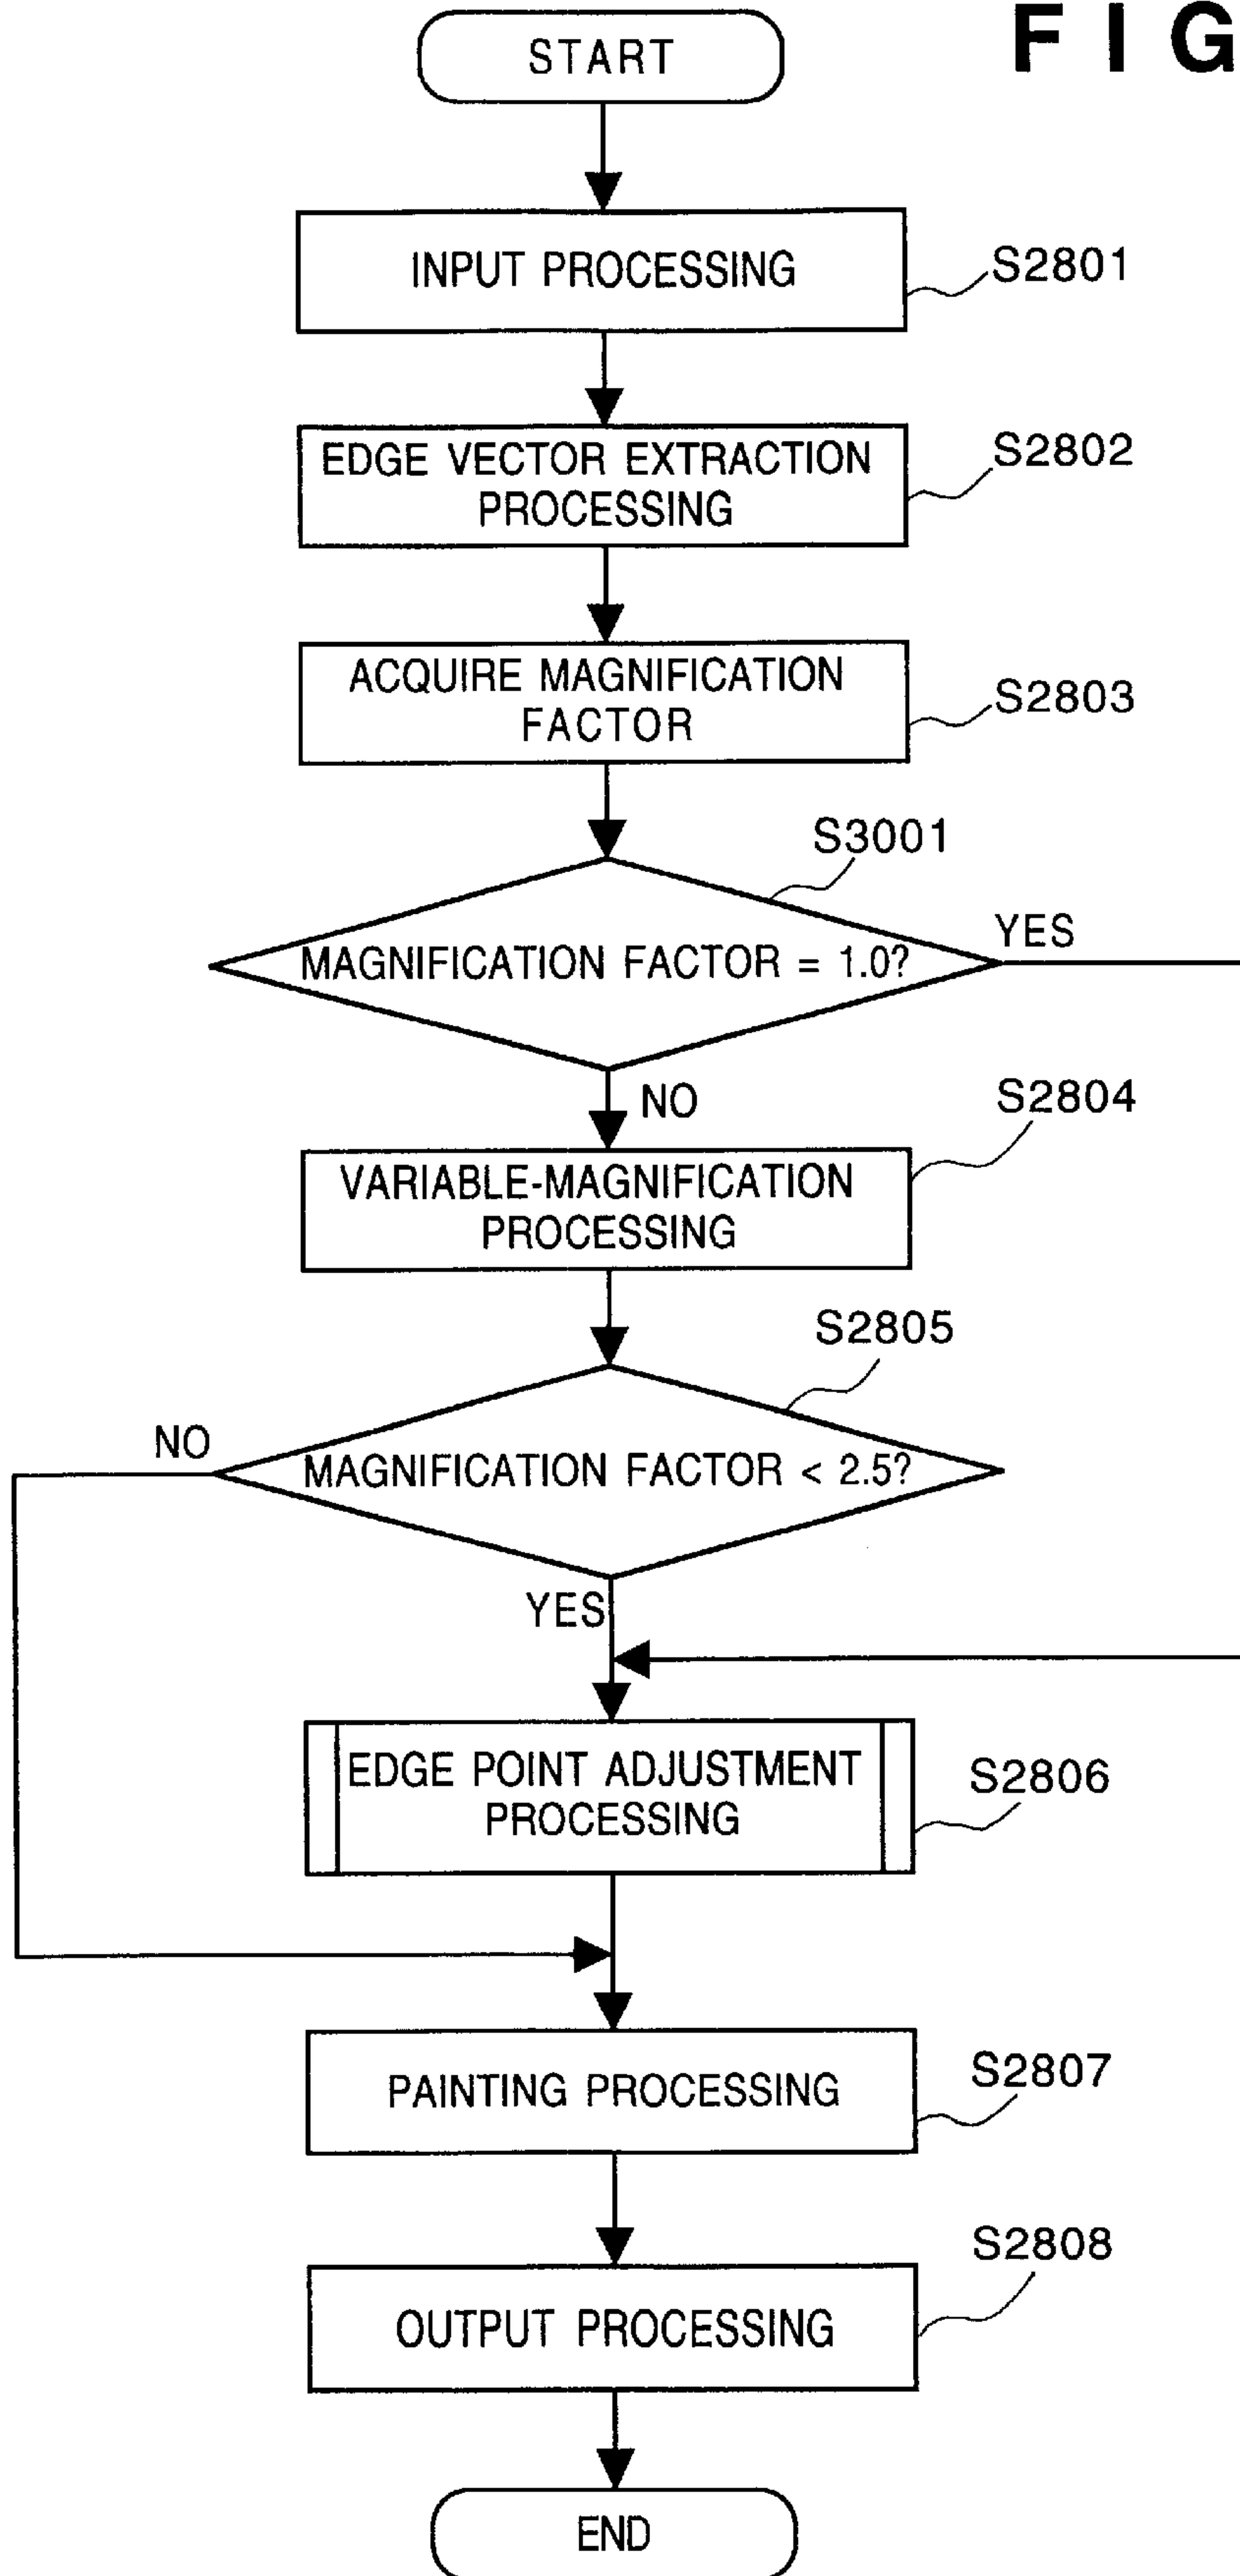 FIG
START
INPUT PROCESSING
S2801
EDGE VECTOR EXTRACTION
PROCESSING
S2802
ACQUIRE MAGNIFICATION
FACTOR
S2803
S3001
MAGNIFICATION FACTOR = 1.0?
YES
NO
S2804
VARIABLE-MAGNIFICATION
PROCESSING
S2805
NO
MAGNIFICATION FACTOR < 2.5?
YES
EDGE POINT ADJUSTMENT
PROCESSING
S2806
PAINTING PROCESSING
S2807
S2808
OUTPUT PROCESSING
END